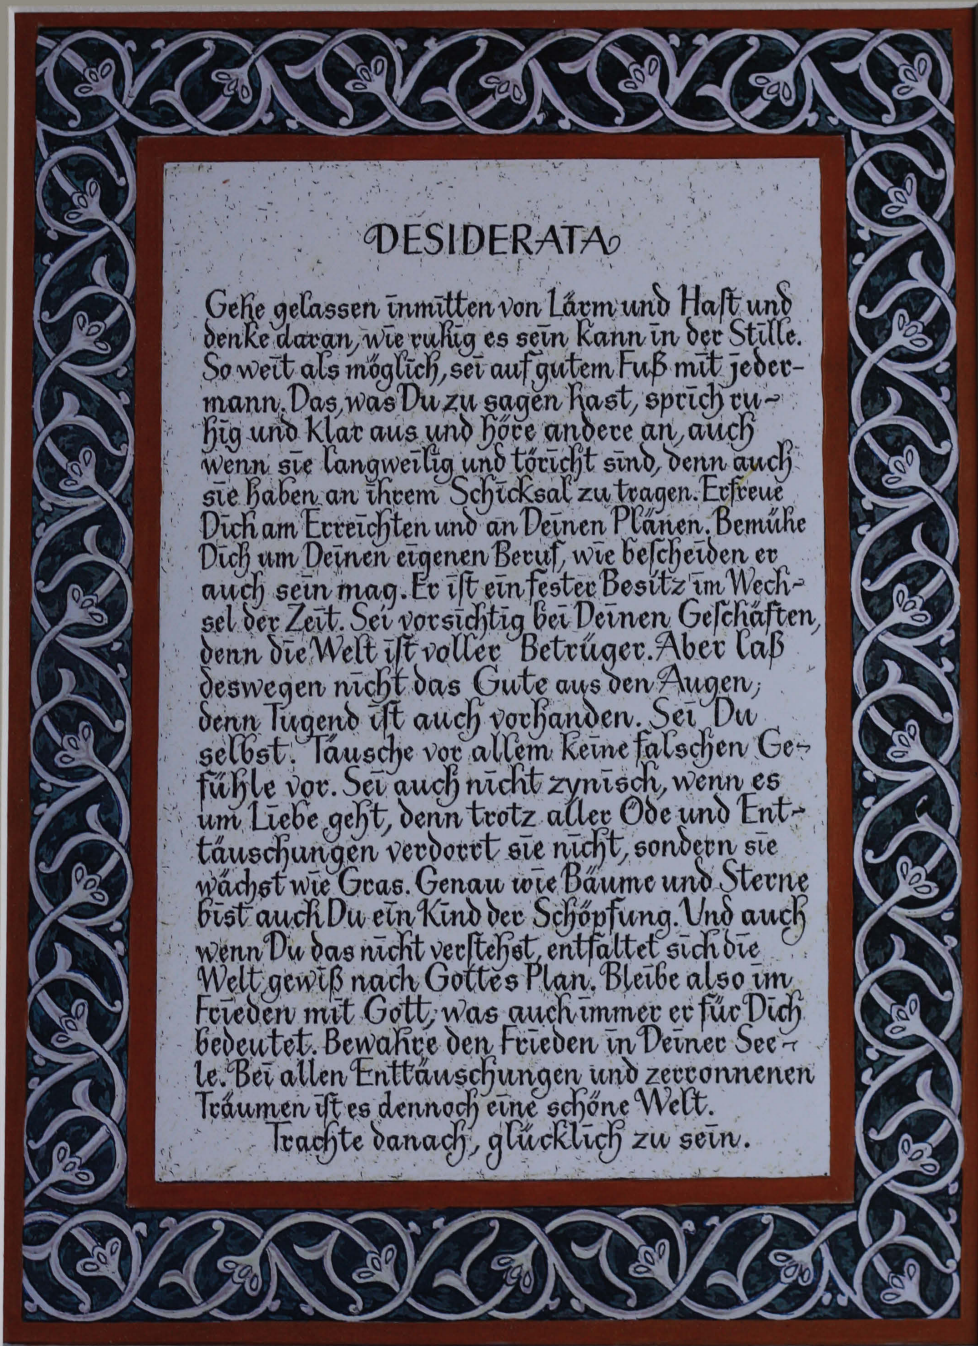 DESIDERATA
Gehe gelassen inmitten von Lärm und Hast und
denke daran, wie ruhig es sein kann in der Stille.
So weit als möglich, sei auf gutem Fuß mit jeder-
mann. Das, was Du zu sagen hast, sprich ru-
hig und klar aus und höre andere an, auch
wenn sie langweilig und töricht sind, denn auch
sie haben an ihrem Schicksal zu tragen. Erfreue
Dich am Erreichten und an Deinen Plänen. Bemühe
Dich um Deinen eigenen Beruf, wie bescheiden er
auch sein mag. Er ist ein fester Besitz im Wech-
sel der Zeit. Sei vorsichtig bei Deinen Geschäften,
denn die Welt ist voller Betrüger. Aber laß
deswegen nicht das Gute aus den Augen,
denn Tugend ist auch vorhanden. Sei Du
selbst. Täusche vor allem keine falschen Ge-
fühle vor. Sei auch nicht zynisch, wenn es
um Liebe geht, denn trotz aller Öde und Ent-
täuschungen verdorrt sie nicht, sondern sie
wächst wie Gras. Genau wie Bäume und Sterne
bist auch Du ein Kind der Schöpfung. Und auch
wenn Du das nicht verstehst, entfaltet sich die
Welt gewiß nach Gottes Plan. Bleibe also im
Frieden mit Gott, was auch immer er für Dich
bedeutet. Bewahre den Frieden in Deiner See-
le. Bei allen Enttäuschungen und zerronnenen
Träumen ist es dennoch eine schöne Welt.
Trachte danach, glücklich zu sein.